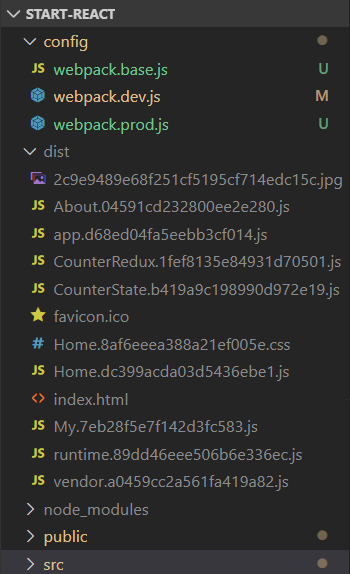 START-REACT
config
JS webpack.base.js U
webpack.dev.js M
webpack.prod.js U
dist
2c9e9489e68f251cf5195cf714edc15c.jpg
JS About.04591cd232800ee2e280.js
JS app.d68ed04fa5eebb3cf014.js
JS CounterRedux.1fef8135e84931d70501.js
JS CounterState.b419a9c198990d972e19.js
favicon.ico
# Home.8af6eeea388a21ef005e.css
JS Home.dc399acda03d5436ebe1.js
<> index.html
JS My.7eb28f5e7f142d3fc583.js
JS runtime.89dd46eee506b6e336ec.js
JS vendor.a0459cc2a561fa419a82.js
node_modules
public
src